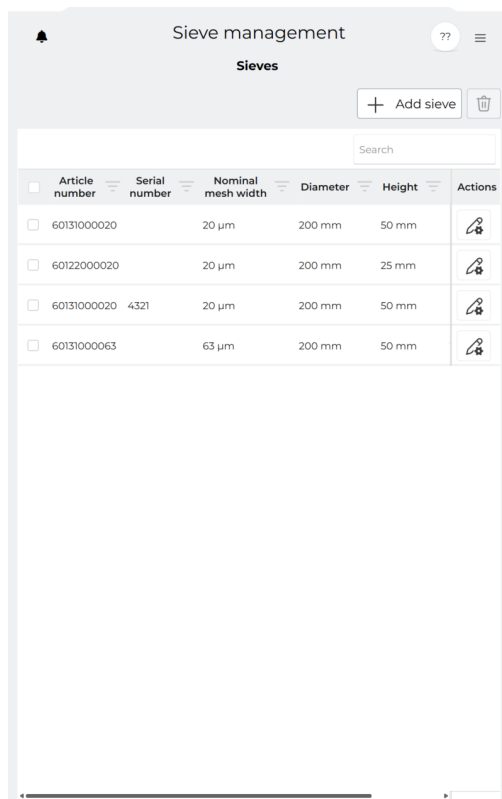 Sieve management
??
Sieves
Add sieve
Search
Article number Serial number Nominal mesh width Diameter Height Actions
60131000020 20 µm 200 mm 50 mm
60122000020 20 µm 200 mm 25 mm
60131000020 4321 20 µm 200 mm 50 mm
60131000063 63 µm 200 mm 50 mm